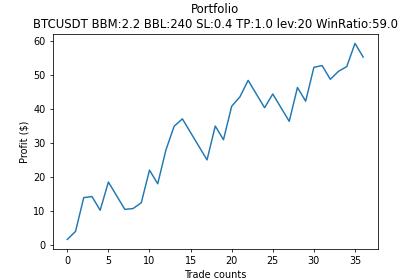 Portfolio
BTCUSDT BBM:2.2 BBL:240 SL:0.4 TP:1.0 lev:20 WinRatio:59.0
60
50
40
30
20
10
0
Profit ($)
0 5 10 15 20 25 30 35
Trade counts